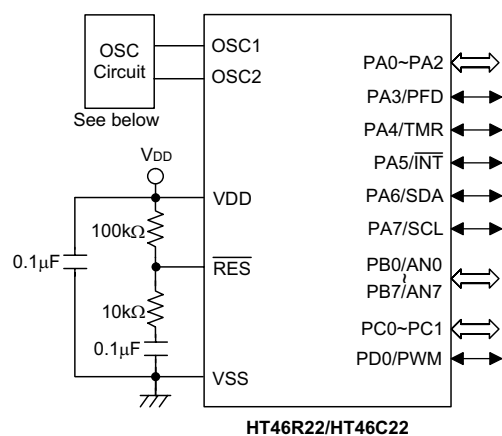 OSC
Circuit
See below
OSC1
OSC2
VDD
VDD
100kΩ
0.1μF
RES
10kΩ
0.1μF
VSS
PA0~PA2
PA3/PFD
PA4/TMR
PA5/INT
PA6/SDA
PA7/SCL
PB0/AN0
~
PB7/AN7
PC0~PC1
PD0/PWM
HT46R22/HT46C22